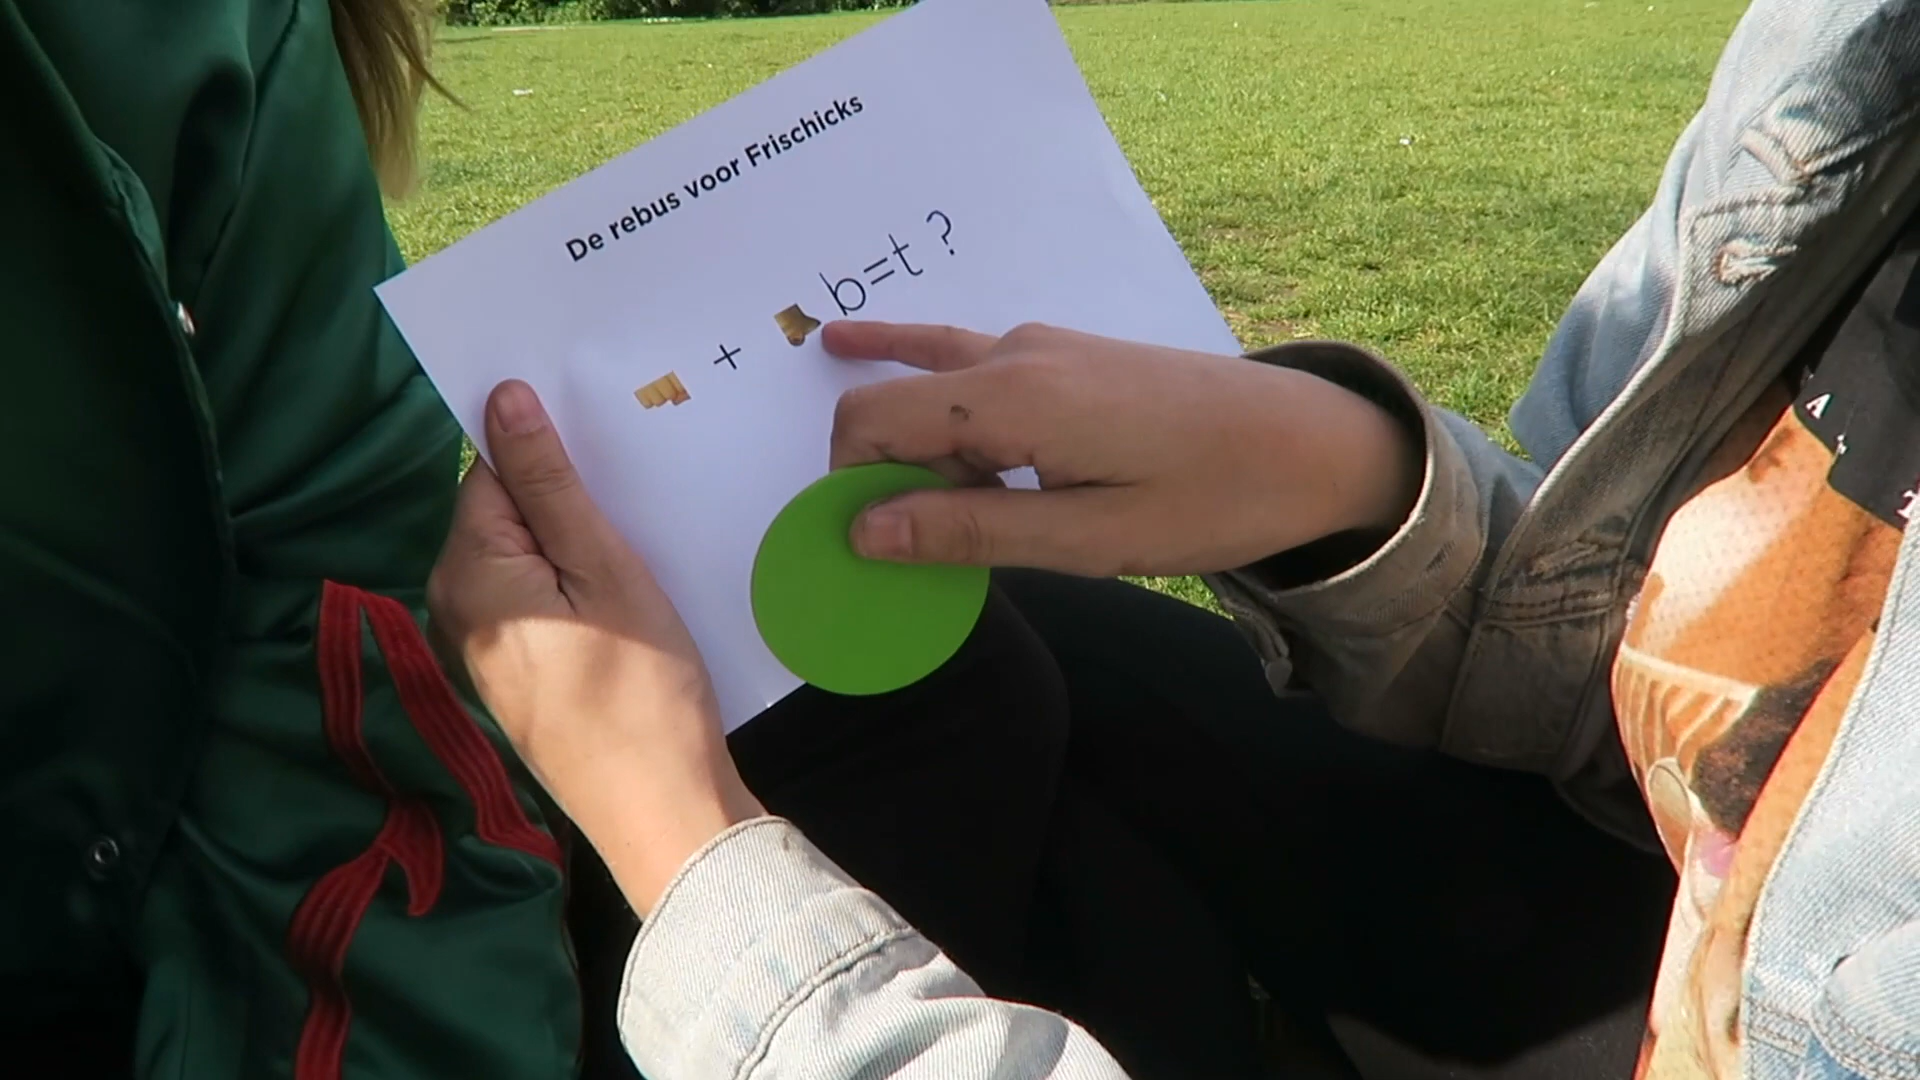 De rebus voor Frischicks
+ b=t ?
A